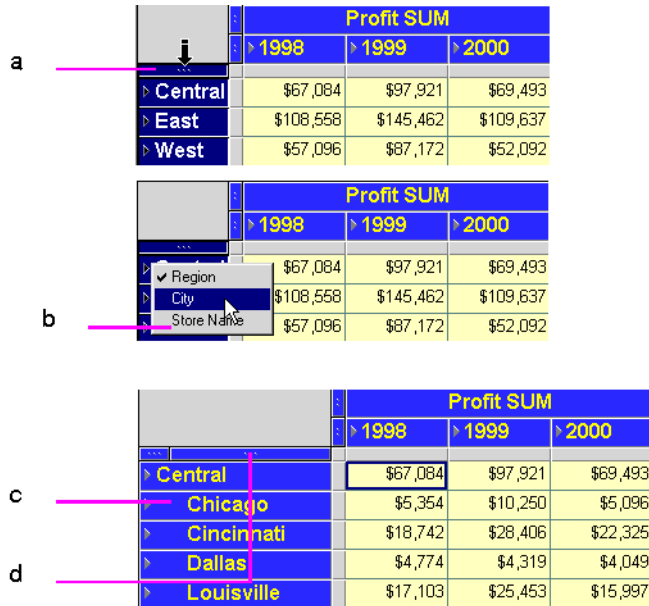 Profit SUM
1998 1999 2000
a
Central $67,084 $97,921 $69,493
East $108,558 $145,462 $109,637
West $57,096 $87,172 $52,092
Profit SUM
1998 1999 2000
$67,084 $97,921 $69,493
Region
City $108,558 $145,462 $109,637
b
Store Name $57,096 $87,172 $52,092
Profit SUM
1998 1999 2000
Central $67,084 $97,921 $69,493
c
Chicago $5,354 $10,250 $5,096
Cincinnati $18,742 $28,406 $22,325
Dallas $4,774 $4,319 $4,049
d
Louisville $17,103 $25,453 $15,997